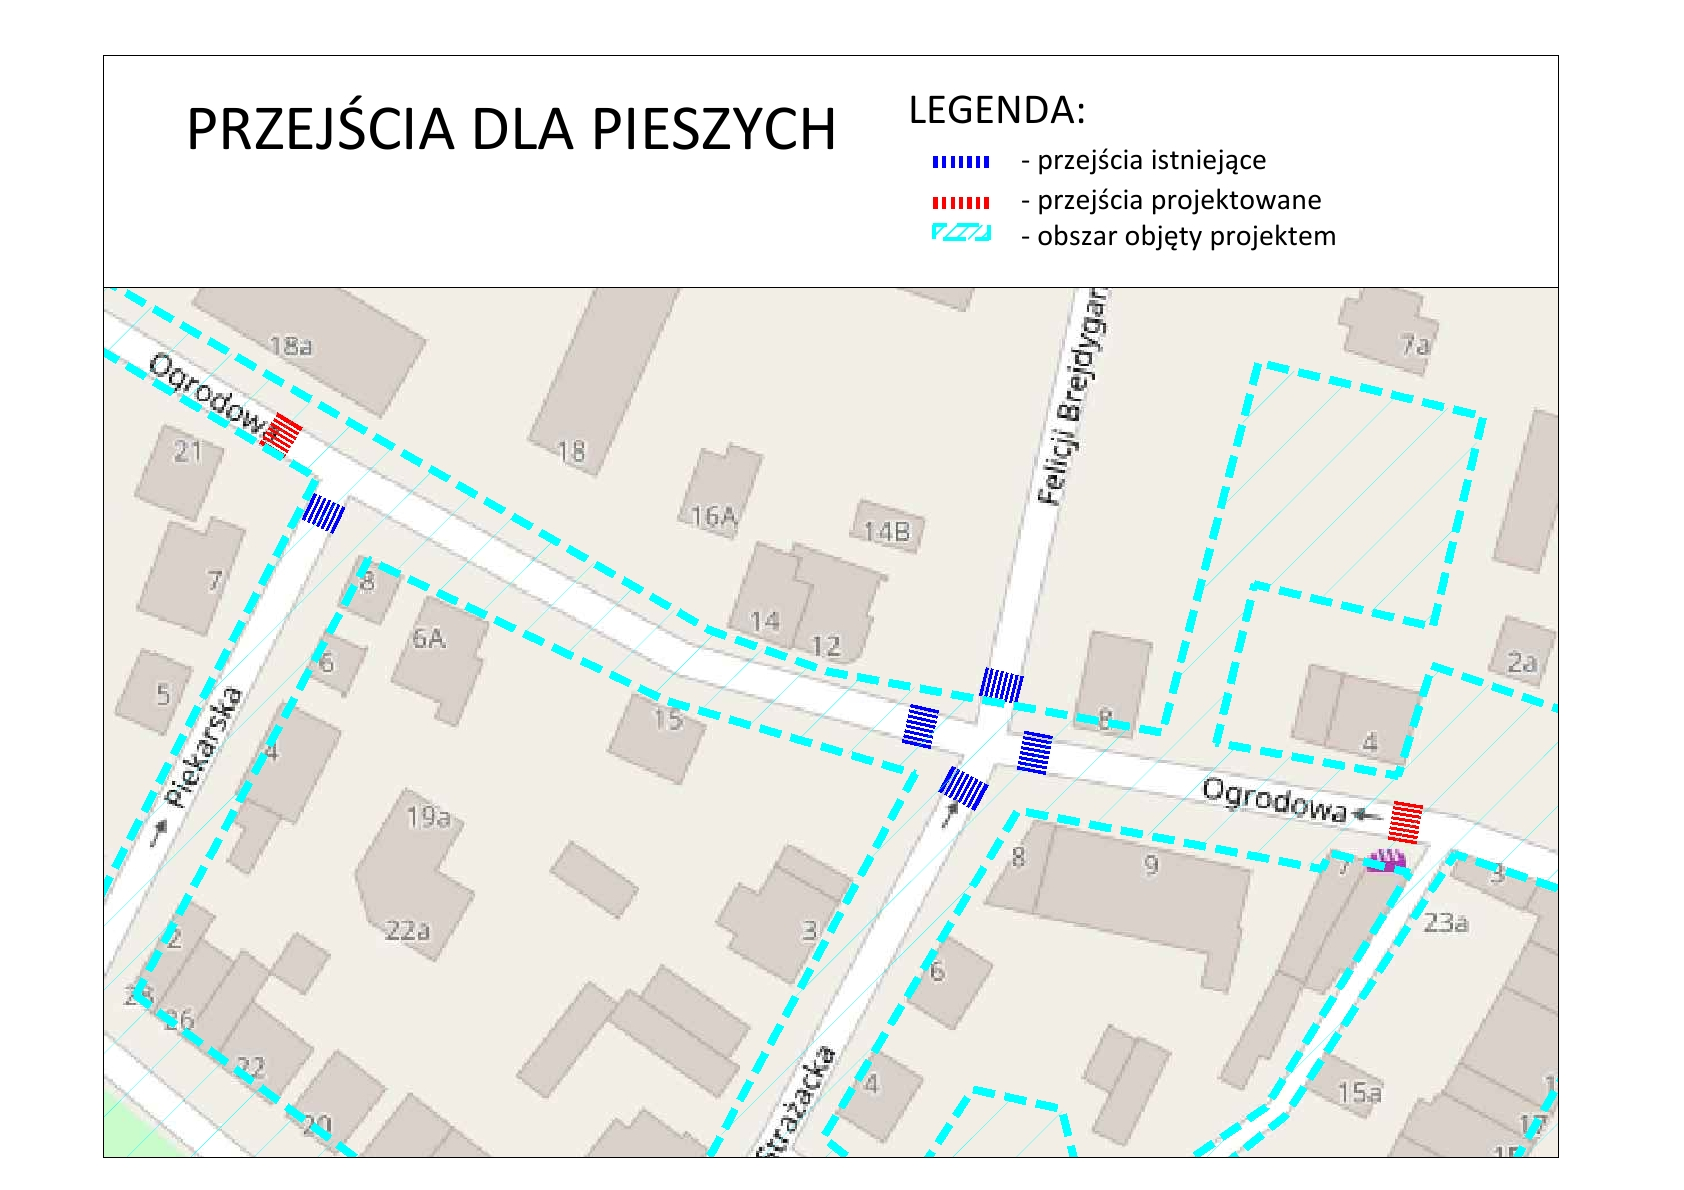 PRZEJŚCIA DLA PIESZYCH
LEGENDA:
- przejścia istniejące
- przejścia projektowane
- obszar objęty projektem
18a
7a
Ogrodowa
Felicji Brejdygan
21
18
16A
14B
7
8
6A
14
12
6
2a
5
15
8
4
Piekarska
4
Ogrodowa
19a
8
9
7
3
2
22a
3
23a
6
26
22
4
15a
20
Strażacka
17